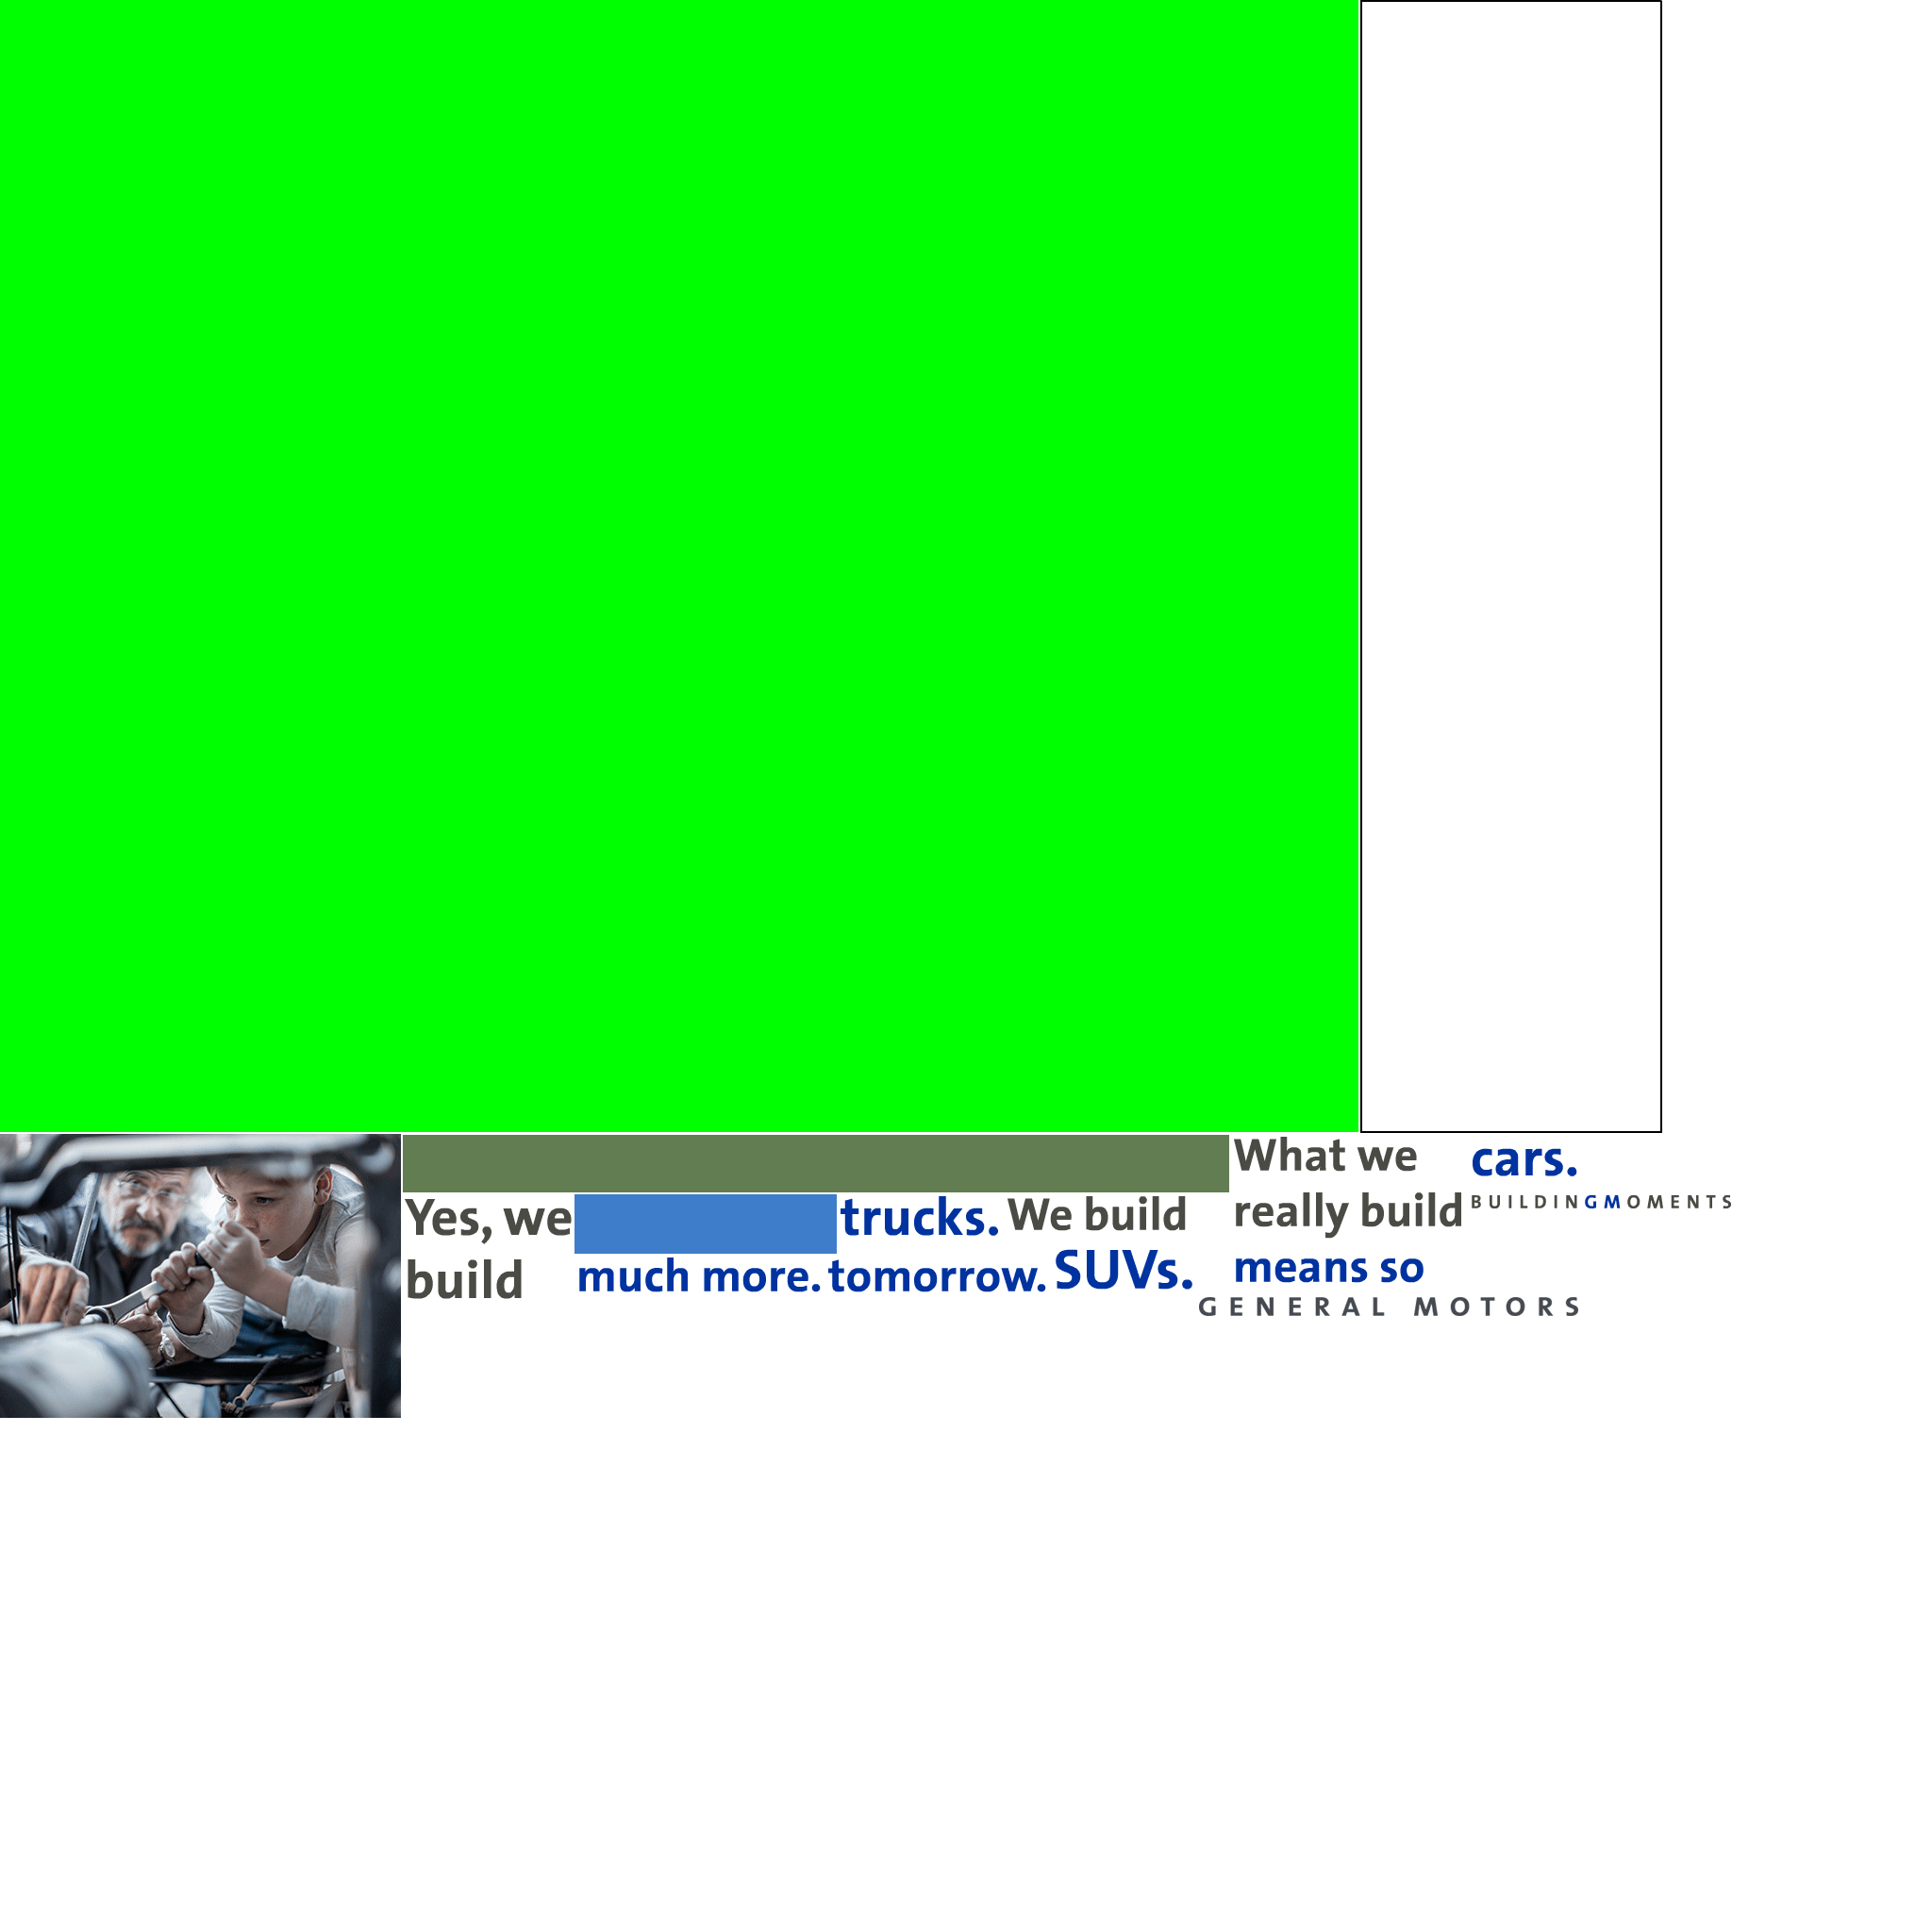 What we
really build
means so
cars.
BUILDINGMOMENTS
Yes, we
build
trucks.
We build
much more.
tomorrow.
SUVs.
GENERAL MOTORS